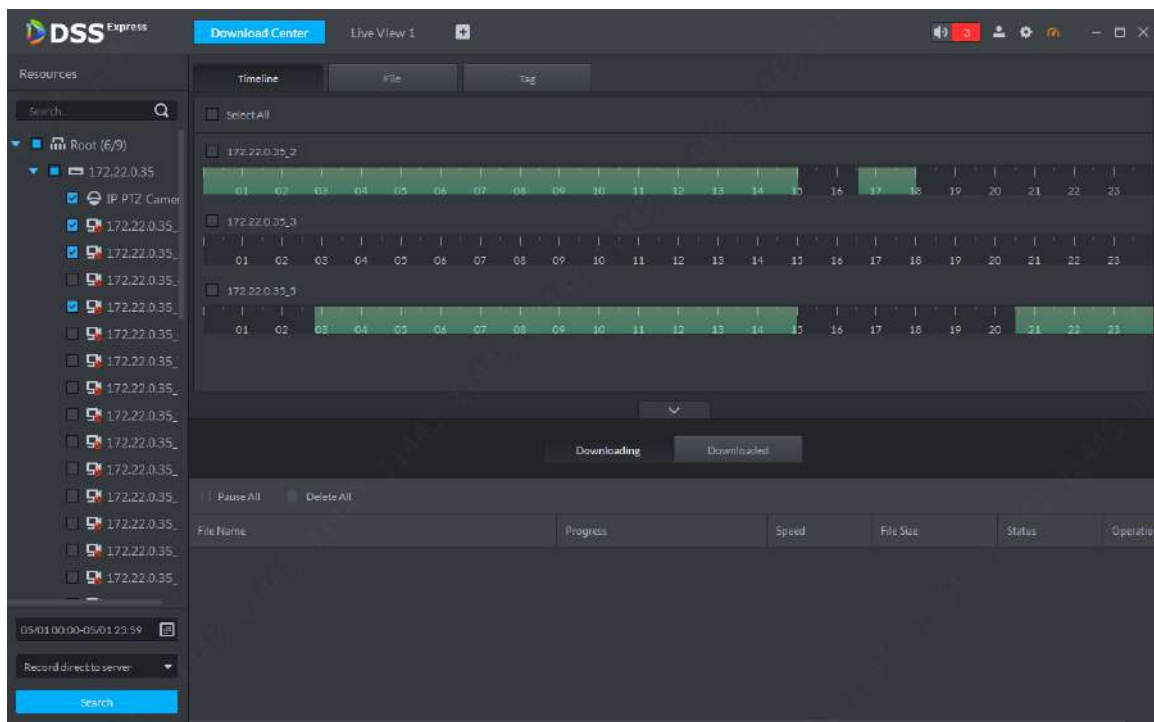 DSS Express
Download Center
Live View 1
3
Resources
Timeline
File
Tag
Search...
Select All
Root (6/9)
172.22.0.35
IP PTZ Camer
172.22.0.35_
172.22.0.35_
172.22.0.35_
172.22.0.35_
172.22.0.35_
172.22.0.35_
172.22.0.35_
172.22.0.35_
172.22.0.35_
172.22.0.35_
172.22.0.35_
172.22.0.35_
172.22.0.35_
172.22.0.35_
172.22.0.35_2
01 02 03 04 05 06 07 08 09 10 11 12 13 14 15 16 17 18 19 20 21 22 23
172.22.0.35_3
01 02 03 04 05 06 07 08 09 10 11 12 13 14 15 16 17 18 19 20 21 22 23
172.22.0.35_5
01 02 03 04 05 06 07 08 09 10 11 12 13 14 15 16 17 18 19 20 21 22 23
Downloading
Downloaded
Pause All
Delete All
File Name
Progress
Speed
File Size
Status
Operatio
05/01 00:00-05/01 23:59
Record direct to server
Search